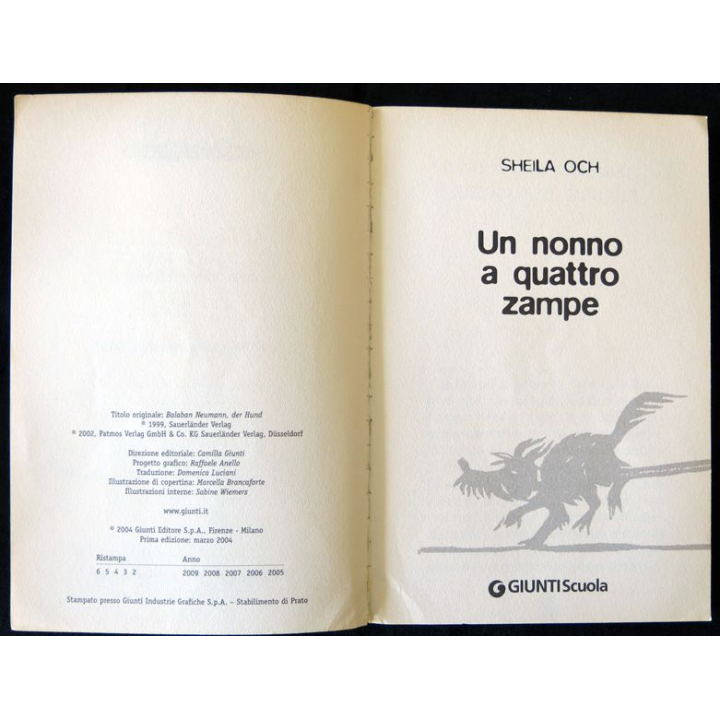 Titolo originale: Balaban Neumann, der Hund
© 1999, Sauerländer Verlag
© 2002, Patmos Verlag GmbH & Co. KG Sauerländer Verlag, Düsseldorf
Direzione editoriale: Camilla Giunti
Progetto grafico: Raffaele Anello
Traduzione: Domenica Luciani
Illustrazione di copertina: Marcella Brancaforte
Illustrazioni interne: Sabine Wiemers
www.giunti.it
© 2004 Giunti Editore S.p.A., Firenze - Milano
Prima edizione: marzo 2004
Ristampa Anno
6 5 4 3 2 2009 2008 2007 2006 2005
Stampato presso Giunti Industrie Grafiche S.p.A. – Stabilimento di Prato
SHEILA OCH
Un nonno
a quattro
zampe
GIUNTI Scuola